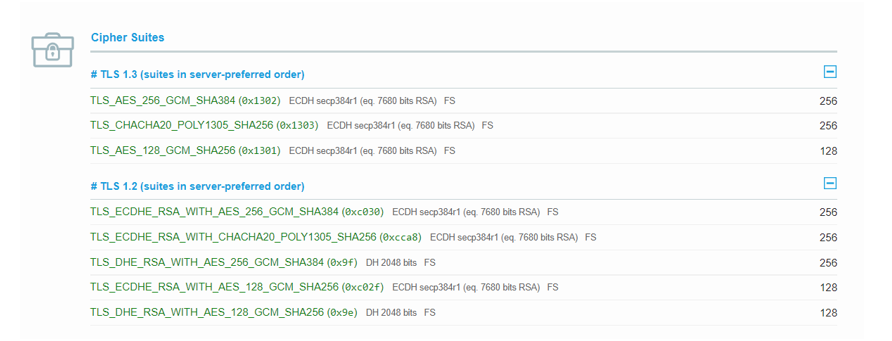 Cipher Suites
# TLS 1.3 (suites in server-preferred order)
TLS_AES_256_GCM_SHA384 (0x1302) ECDH secp384r1 (eq. 7680 bits RSA) FS 256
TLS_CHACHA20_POLY1305_SHA256 (0x1303) ECDH secp384r1 (eq. 7680 bits RSA) FS 256
TLS_AES_128_GCM_SHA256 (0x1301) ECDH secp384r1 (eq. 7680 bits RSA) FS 128
# TLS 1.2 (suites in server-preferred order)
TLS_ECDHE_RSA_WITH_AES_256_GCM_SHA384 (0xc030) ECDH secp384r1 (eq. 7680 bits RSA) FS 256
TLS_ECDHE_RSA_WITH_CHACHA20_POLY1305_SHA256 (0xcca8) ECDH secp384r1 (eq. 7680 bits RSA) FS 256
TLS_DHE_RSA_WITH_AES_256_GCM_SHA384 (0x9f) DH 2048 bits FS 256
TLS_ECDHE_RSA_WITH_AES_128_GCM_SHA256 (0xc02f) ECDH secp384r1 (eq. 7680 bits RSA) FS 128
TLS_DHE_RSA_WITH_AES_128_GCM_SHA256 (0x9e) DH 2048 bits FS 128